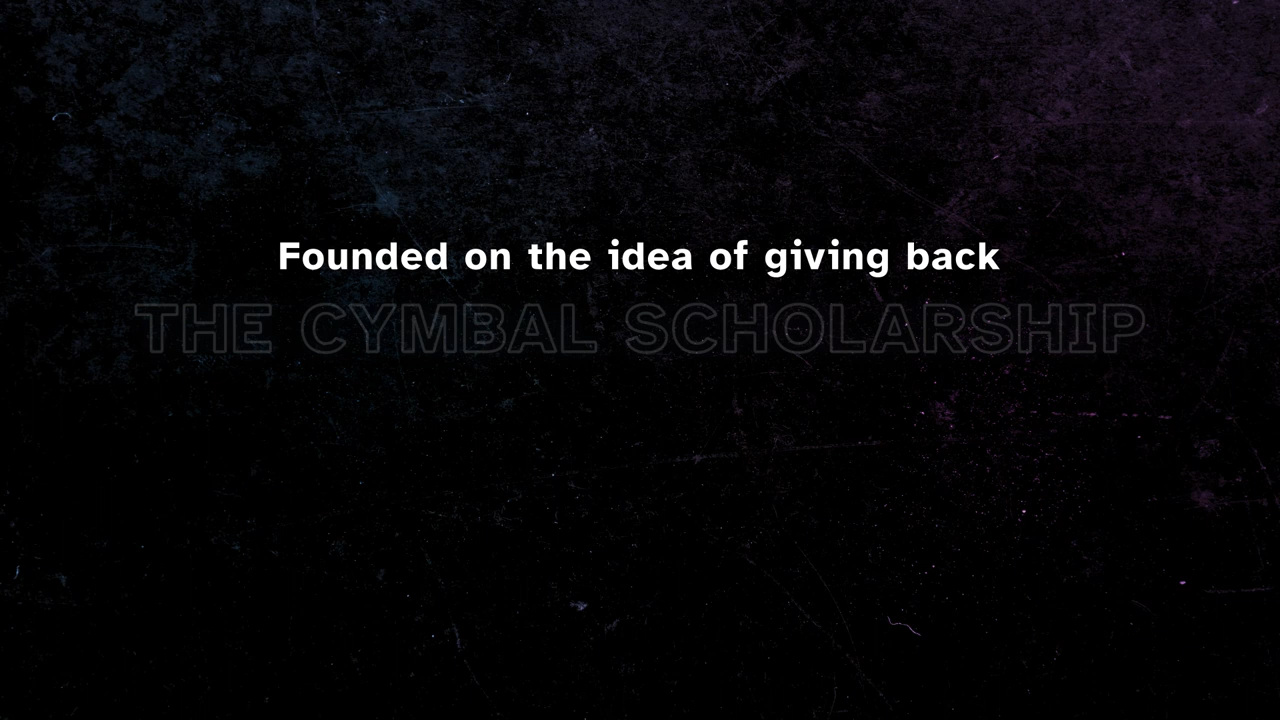 Founded on the idea of giving back
THE CYMBAL SCHOLARSHIP